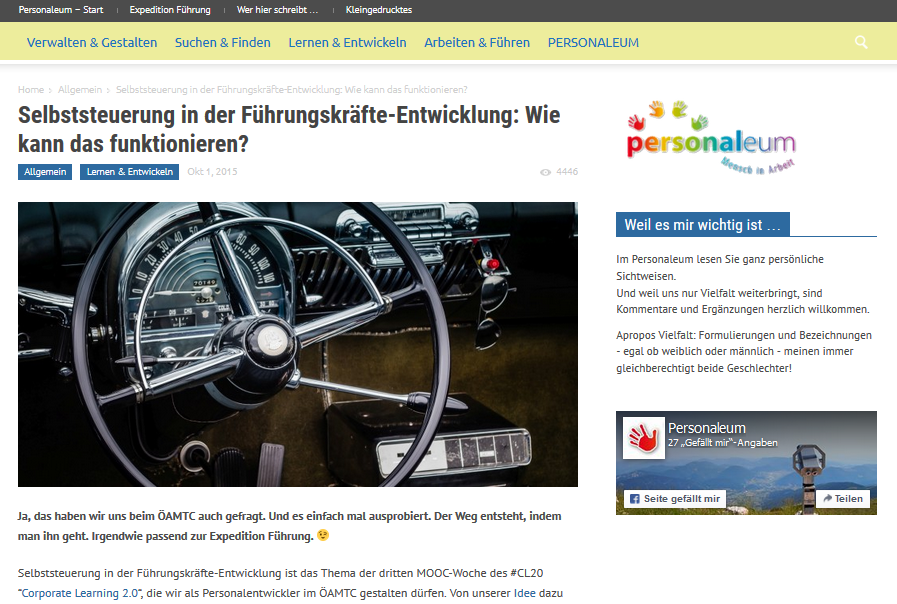 Personaleum – Start
Expedition Führung
Wer hier schreibt …
Kleingedrucktes
Verwalten & Gestalten
Suchen & Finden
Lernen & Entwickeln
Arbeiten & Führen
PERSONALEUM
Home › Allgemein › Selbststeuerung in der Führungskräfte-Entwicklung: Wie kann das funktionieren?
Selbststeuerung in der Führungskräfte-Entwicklung: Wie
kann das funktionieren?
Allgemein
Lernen & Entwickeln
Okt 1, 2015
4446
Ja, das haben wir uns beim ÖAMTC auch gefragt. Und es einfach mal ausprobiert. Der Weg entsteht, indem
man ihn geht. Irgendwie passend zur Expedition Führung. 😉
Selbststeuerung in der Führungskräfte-Entwicklung ist das Thema der dritten MOOC-Woche des #CL20
“Corporate Learning 2.0“, die wir als Personalentwickler im ÖAMTC gestalten dürfen. Von unserer Idee dazu
personaleum
Mensch in Arbeit
Weil es mir wichtig ist …
Im Personaleum lesen Sie ganz persönliche
Sichtweisen.
Und weil uns nur Vielfalt weiterbringt, sind
Kommentare und Ergänzungen herzlich willkommen.
Apropos Vielfalt: Formulierungen und Bezeichnungen
- egal ob weiblich oder männlich - meinen immer
gleichberechtigt beide Geschlechter!
Personaleum
27 „Gefällt mir“-Angaben
Seite gefällt mir
Teilen